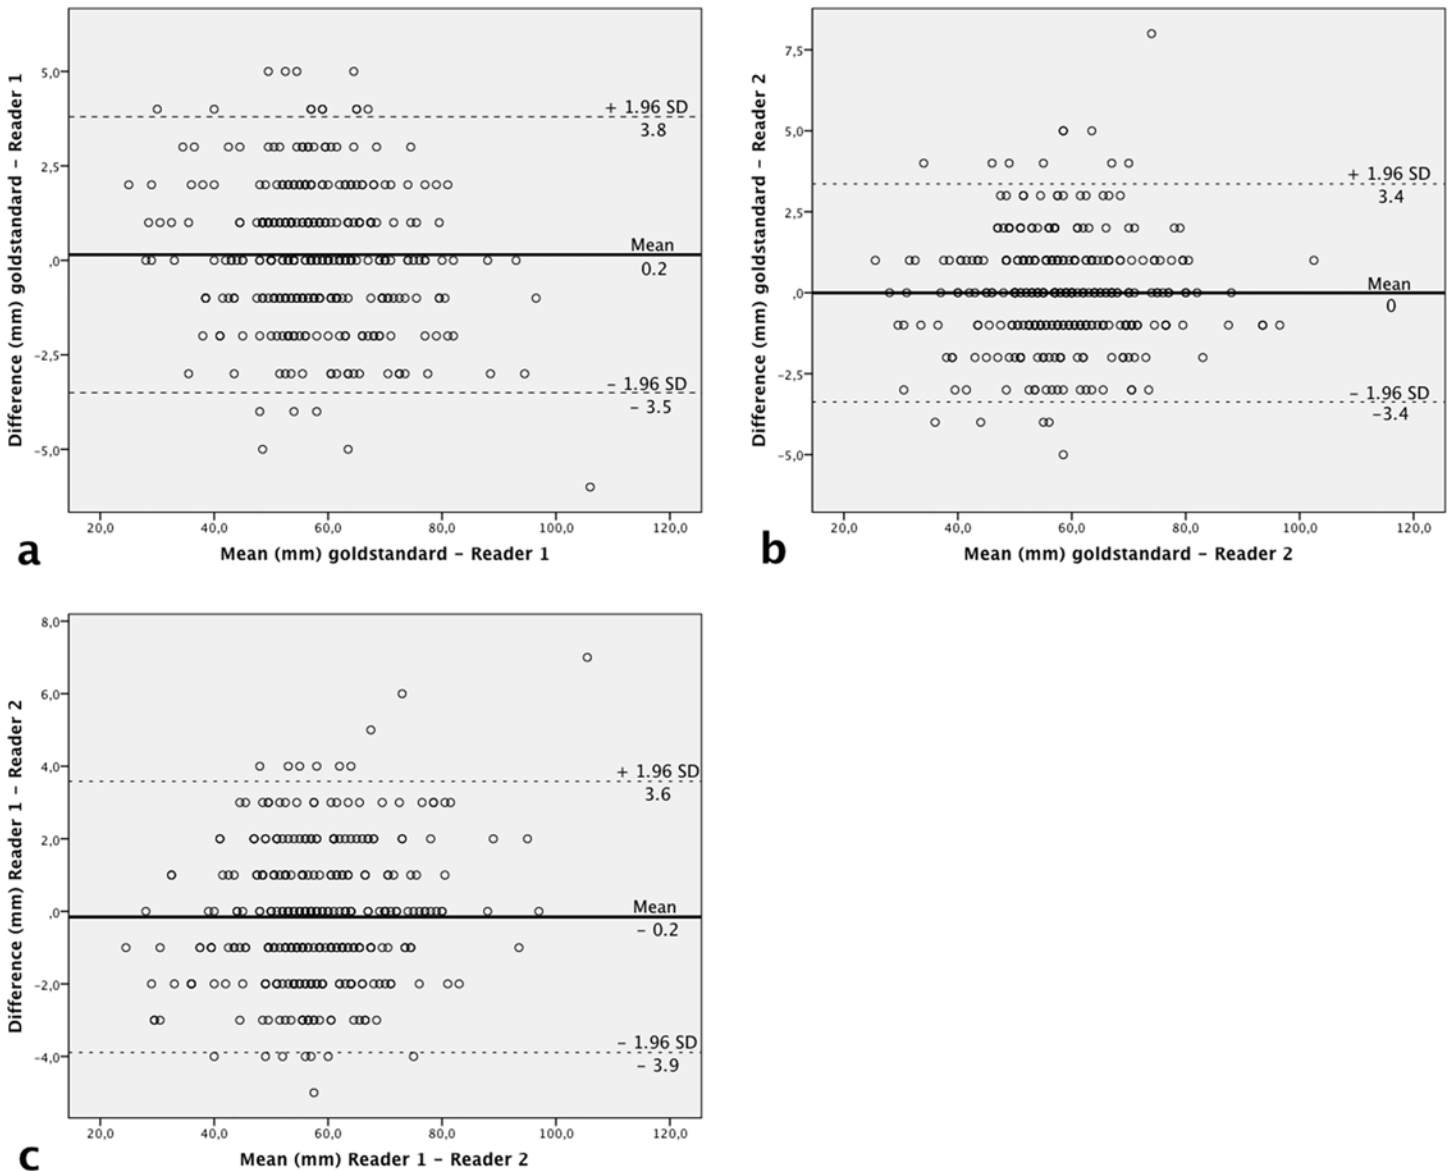 Difference (mm) goldstandard – Reader 1
5,0
2,5
,0
-2,5
-5,0
+ 1.96 SD
3.8
Mean
0.2
– 1.96 SD
– 3.5
20,0 40,0 60,0 80,0 100,0 120,0
Mean (mm) goldstandard – Reader 1
a
Difference (mm) goldstandard – Reader 2
7,5
5,0
2,5
,0
-2,5
-5,0
+ 1.96 SD
3.4
Mean
0
– 1.96 SD
–3.4
20,0 40,0 60,0 80,0 100,0 120,0
Mean (mm) goldstandard – Reader 2
b
Difference (mm) Reader 1 – Reader 2
8,0
6,0
4,0
2,0
,0
-2,0
-4,0
+ 1.96 SD
3.6
Mean
– 0.2
– 1.96 SD
– 3.9
20,0 40,0 60,0 80,0 100,0 120,0
Mean (mm) Reader 1 – Reader 2
c